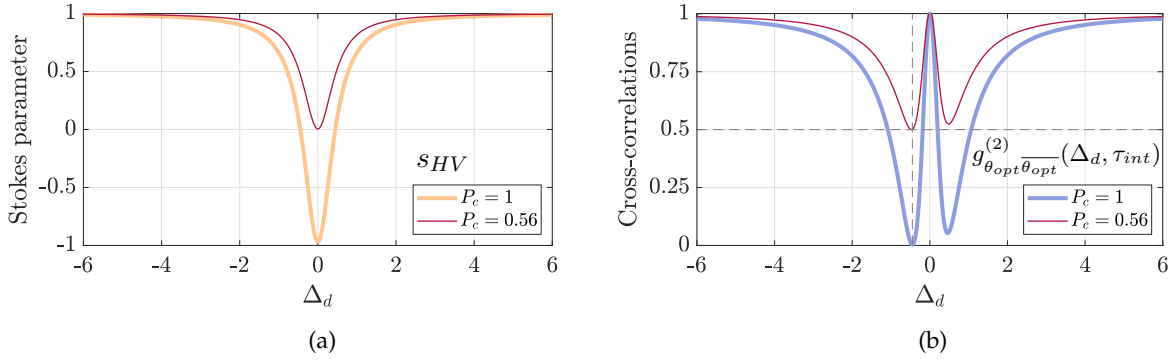 Stokes parameter
1
0.5
0
-0.5
-1
-6 -4 -2 0 2 4 6
Δ_d
s_{HV}
P_c = 1
P_c = 0.56
(a)
Cross-correlations
1
0.75
0.5
0.25
0
-6 -4 -2 0 2 4 6
Δ_d
g^{(2)}_{θ_{opt}\overline{θ_{opt}}}(Δ_d, τ_{int})
P_c = 1
P_c = 0.56
(b)